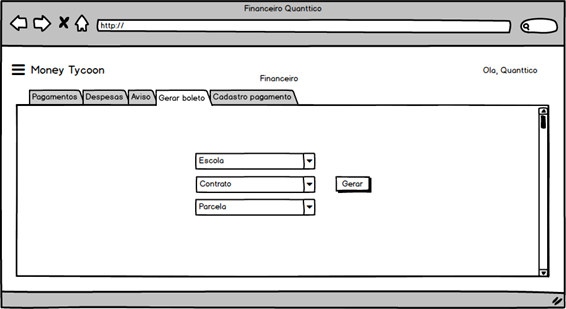 Financeiro Quanttico
http://
Money Tycoon
Ola, Quanttico
Financeiro
Pagamentos Despesas Aviso Gerar boleto Cadastro pagamento
Escola
Contrato Gerar
Parcela